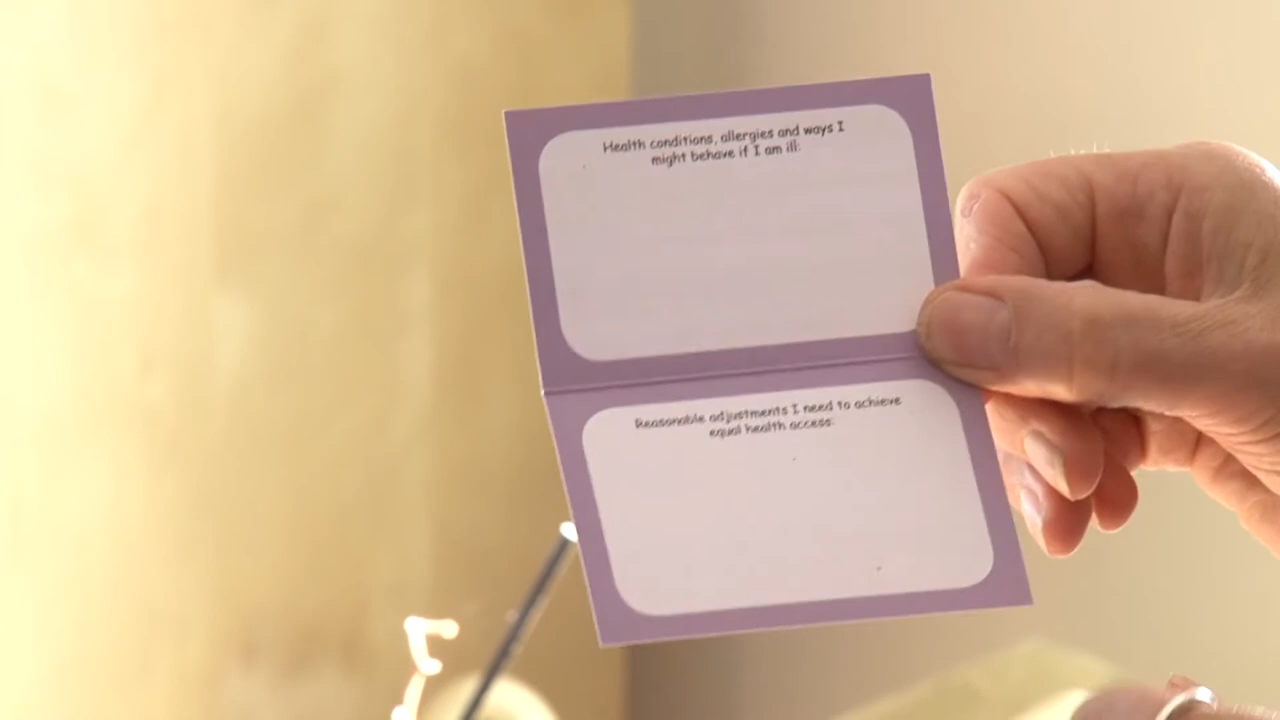 Health conditions, allergies and ways I
might behave if I am ill:
Reasonable adjustments I need to achieve
equal health access: